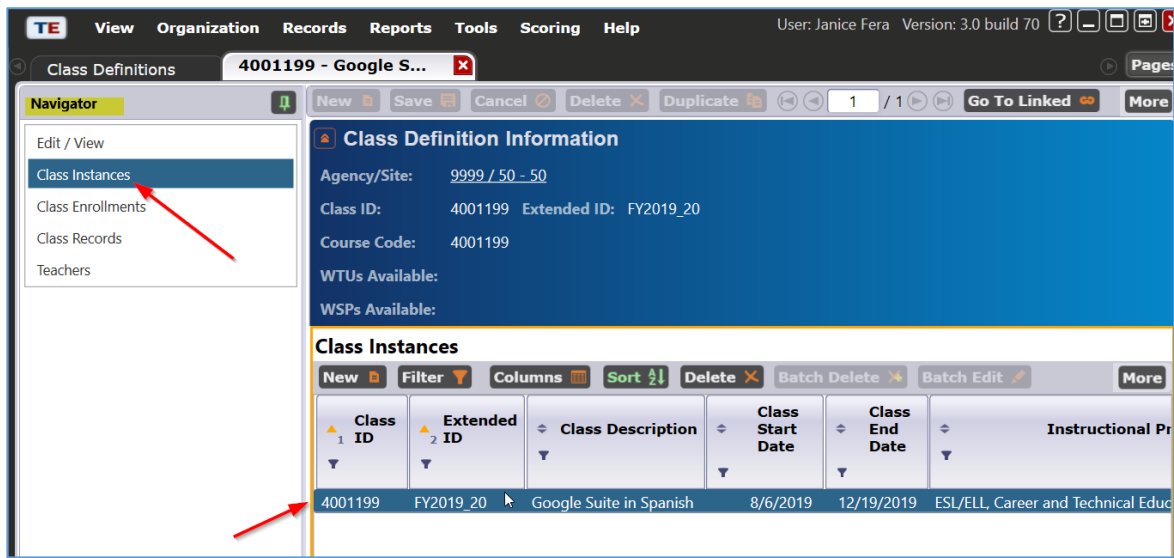 TE View Organization Records Reports Tools Scoring Help User: Janice Fera Version: 3.0 build 70 ?
Class Definitions 4001199 - Google S... Pages
Navigator
Edit / View
Class Instances
Class Enrollments
Class Records
Teachers
New Save Cancel Delete Duplicate 1 / 1 Go To Linked More
Class Definition Information
Agency/Site: 9999 / 50 - 50
Class ID: 4001199 Extended ID: FY2019_20
Course Code: 4001199
WTUs Available:
WSPs Available:
Class Instances
New Filter Columns Sort Delete Batch Delete Batch Edit More
1 Class ID 2 Extended ID Class Description Class Start Date Class End Date Instructional Pr
4001199 FY2019_20 Google Suite in Spanish 8/6/2019 12/19/2019 ESL/ELL, Career and Technical Educ